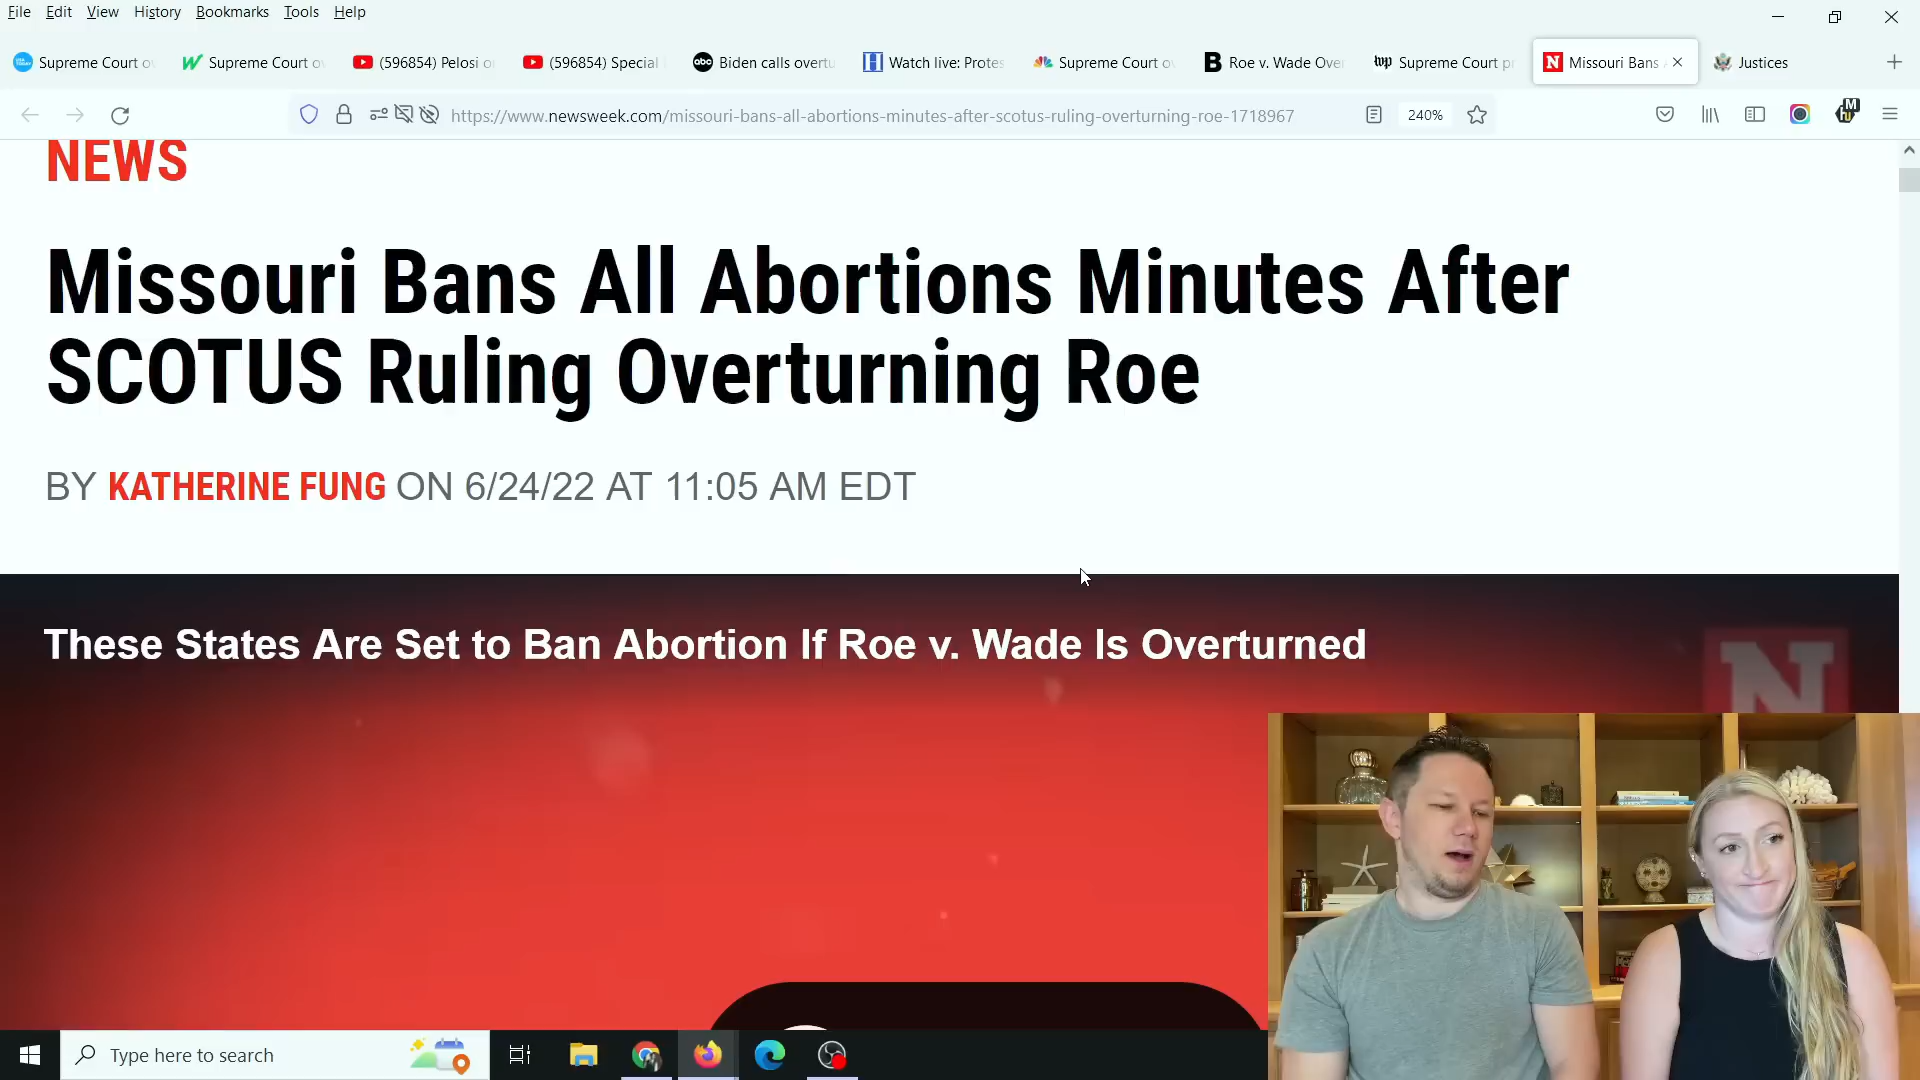 File Edit View History Bookmarks Tools Help
Supreme Court o
Supreme Court ov
(596854) Pelosi o
(596854) Special
Biden calls overtu
Watch live: Protes
Supreme Court o
Roe v. Wade Over
Supreme Court p
Missouri Bans
Justices
https://www.newsweek.com/missouri-bans-all-abortions-minutes-after-scotus-ruling-overturning-roe-1718967
240%
M
NEWS
Missouri Bans All Abortions Minutes After
SCOTUS Ruling Overturning Roe
BY KATHERINE FUNG ON 6/24/22 AT 11:05 AM EDT
These States Are Set to Ban Abortion If Roe v. Wade Is Overturned
N
Type here to search